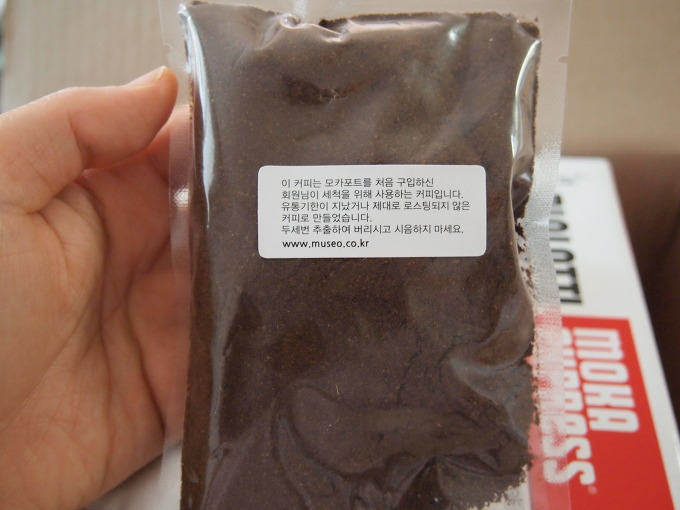 이 커피는 모카포트를 처음 구입하신
회원님이 세척을 위해 사용하는 커피입니다.
유통기한이 지났거나 제대로 로스팅되지 않은
커피로 만들었습니다.
두세번 추출하여 버리시고 시음하지 마세요.
www.museo.co.kr
MOKA